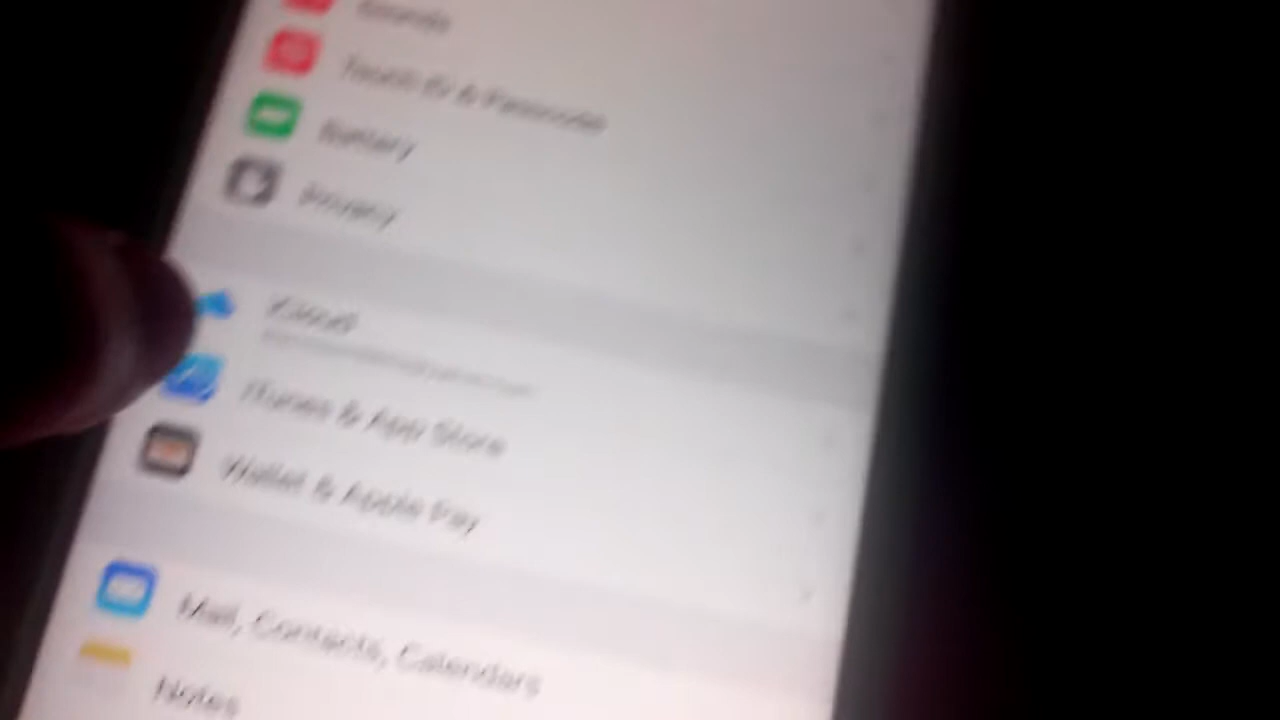 Sounds
Touch ID & Passcode
Battery
Privacy
iCloud
iTunes & App Store
Wallet & Apple Pay
Mail, Contacts, Calendars
Notes